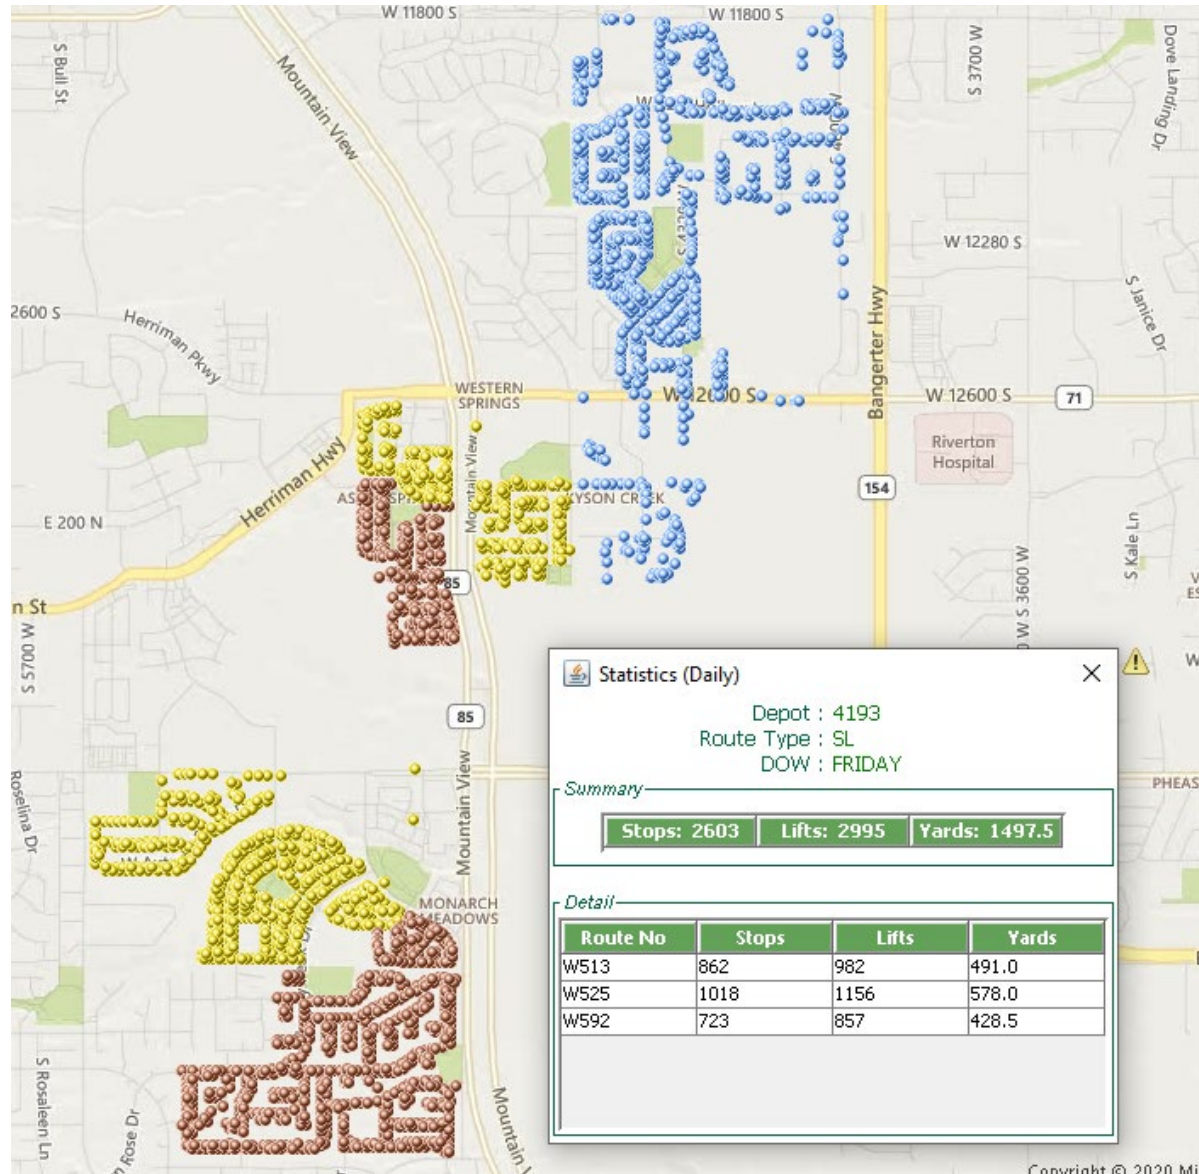 W 11800 S
W 11800 S
S Bull St
Mountain View
S 3700 W
Dove Landing Dr
W 12280 S
S Janice Dr
2600 S
Herriman Pkwy
Bangerter Hwy
WESTERN
SPRINGS
W 12600 S
W 12600 S
71
Riverton
Hospital
Herriman Hwy
Mountain View
154
E 200 N
S Kale Ln
85
W S 3600 W
n St
S 5700 W
85
Mountain View
Roselina Dr
PHEAS
MONARCH
MEADOWS
S Rosaleen Ln
Rose Dr
Mountain V
Statistics (Daily)
Depot : 4193
Route Type : SL
DOW : FRIDAY
Summary
Stops: 2603 Lifts: 2995 Yards: 1497.5
Detail
Route No Stops Lifts Yards
W513 862 982 491.0
W525 1018 1156 578.0
W592 723 857 428.5
Copyright © 2020 Mi